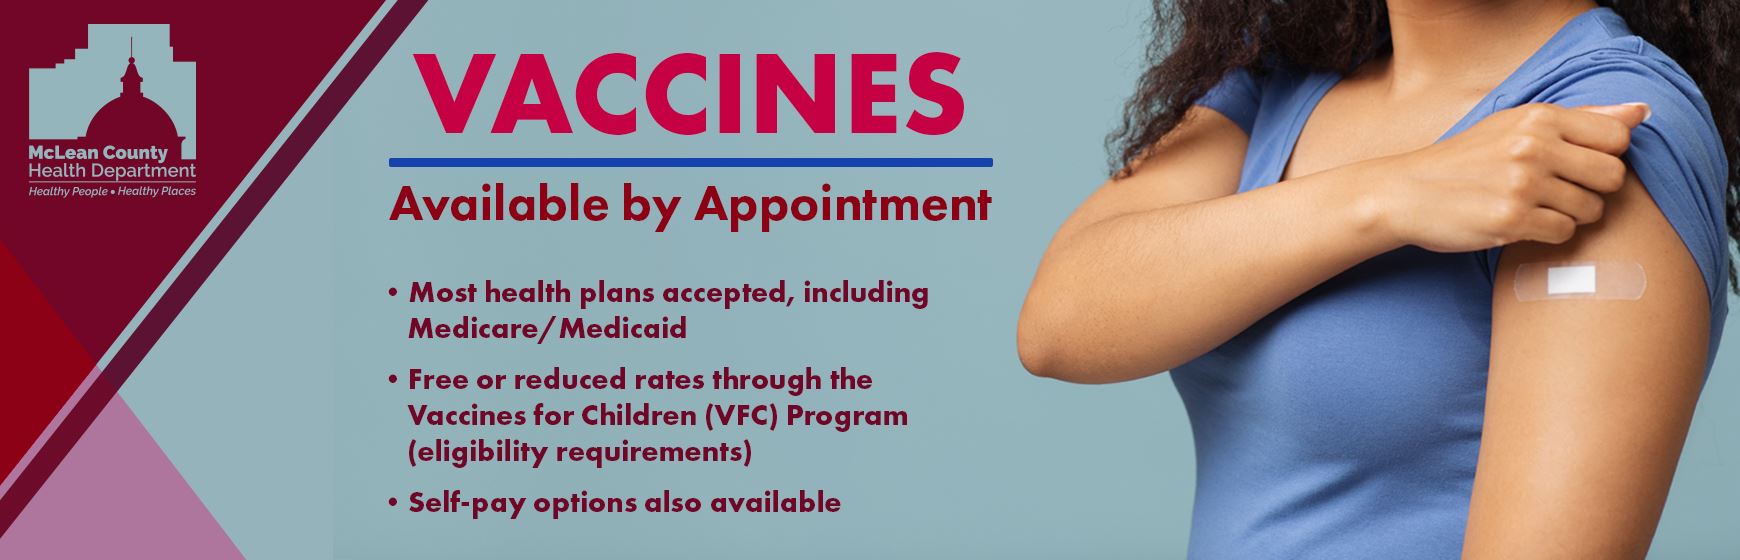 McLean County
Health Department
Healthy People • Healthy Places
VACCINES
Available by Appointment
• Most health plans accepted, including
Medicare/Medicaid
• Free or reduced rates through the
Vaccines for Children (VFC) Program
(eligibility requirements)
• Self-pay options also available